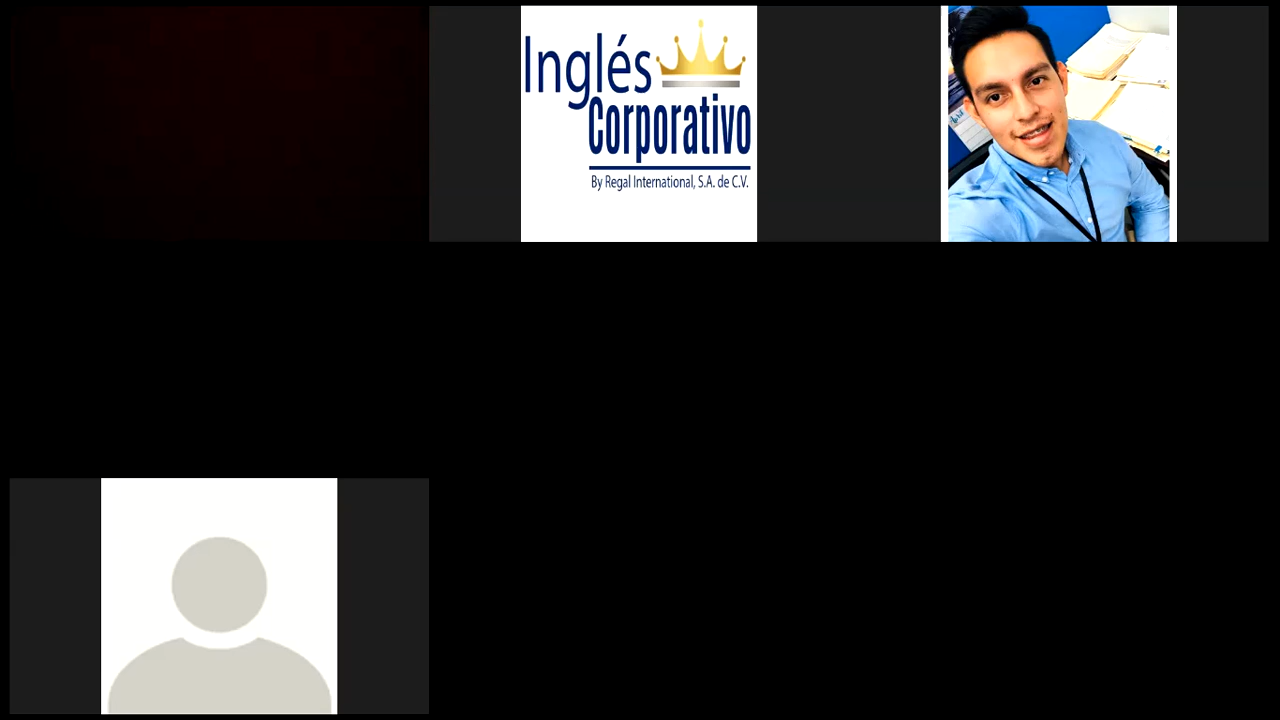 Inglés
Corporativo
By Regal International, S.A. de C.V.